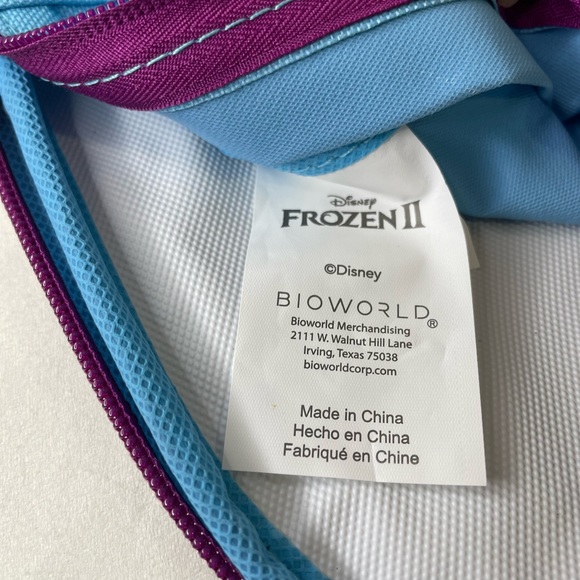 Disney
FROZEN II
©Disney
BIOWORLD®
Bioworld Merchandising
2111 W. Walnut Hill Lane
Irving, Texas 75038
bioworldcorp.com
Made in China
Hecho en China
Fabriqué en Chine